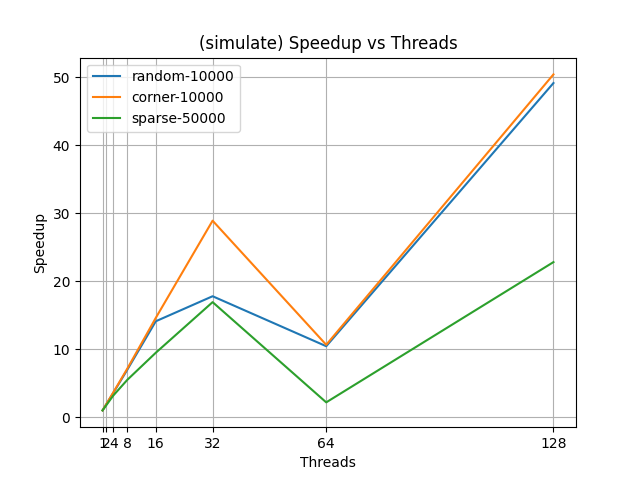 (simulate) Speedup vs Threads
random-10000
corner-10000
sparse-50000
Speedup
50
40
30
20
10
0
1 2 4 8 16 32 64 128
Threads